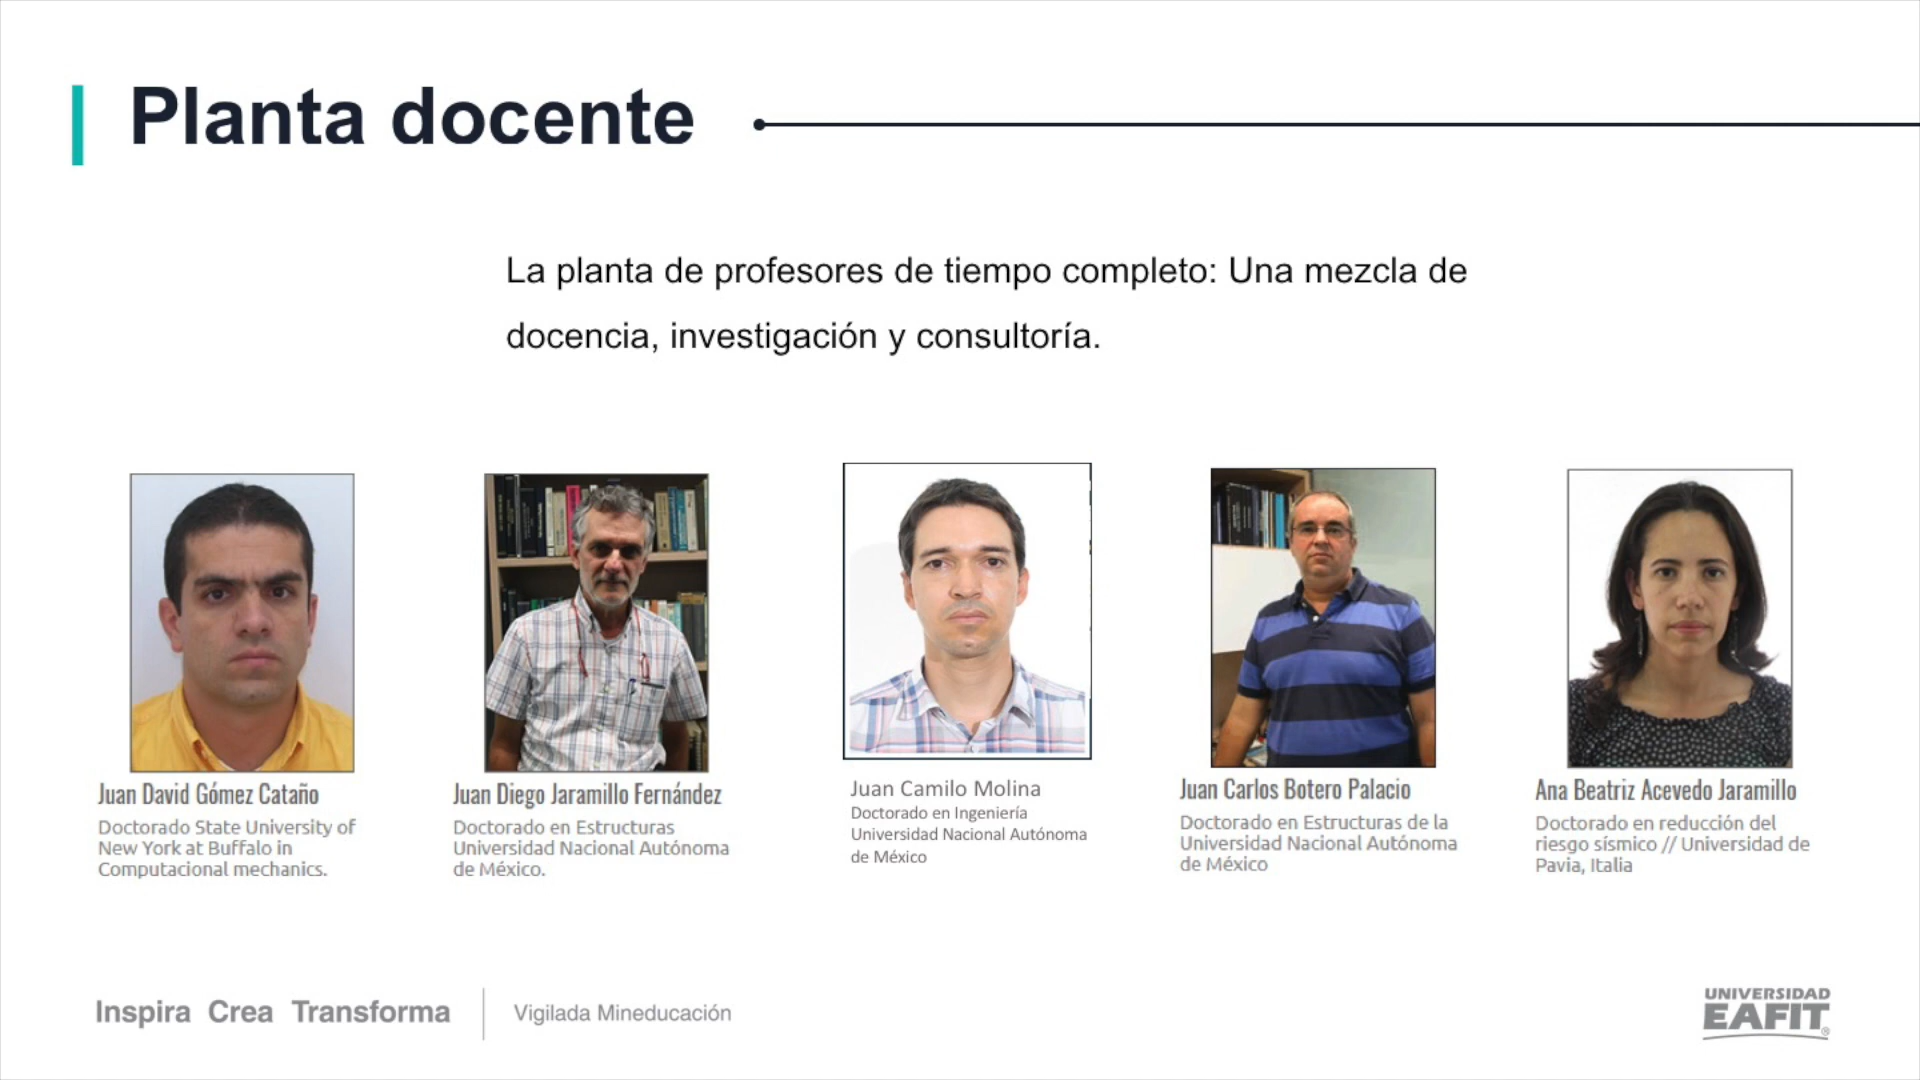 Planta docente
La planta de profesores de tiempo completo: Una mezcla de
docencia, investigación y consultoría.
Juan David Gómez Cataño
Doctorado State University of
New York at Buffalo in
Computacional mechanics.
Juan Diego Jaramillo Fernández
Doctorado en Estructuras
Universidad Nacional Autónoma
de México.
Juan Camilo Molina
Doctorado en Ingeniería
Universidad Nacional Autónoma
de México
Juan Carlos Botero Palacio
Doctorado en Estructuras de la
Universidad Nacional Autónoma
de México
Ana Beatriz Acevedo Jaramillo
Doctorado en reducción del
riesgo sísmico // Universidad de
Pavia, Italia
Inspira Crea Transforma
Vigilada Mineducación
UNIVERSIDAD
EAFIT®